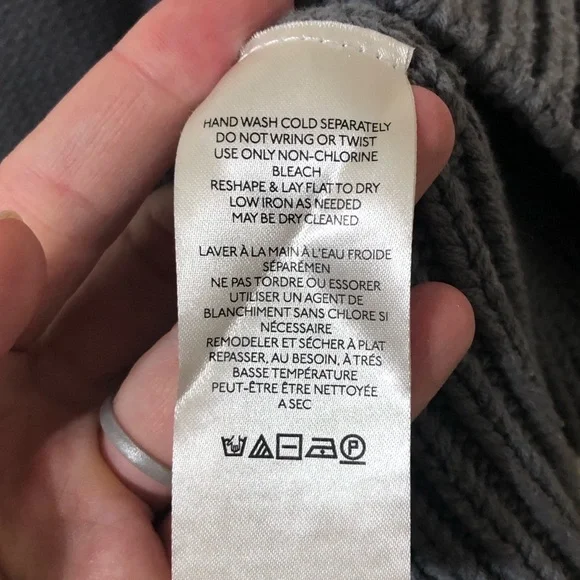 HAND WASH COLD SEPARATELY
DO NOT WRING OR TWIST
USE ONLY NON-CHLORINE
BLEACH
RESHAPE & LAY FLAT TO DRY
LOW IRON AS NEEDED
MAY BE DRY CLEANED
LAVER À LA MAIN À L'EAU FROIDE
SÉPARÉMEN
NE PAS TORDRE OU ESSORER
UTILISER UN AGENT DE
BLANCHIMENT SANS CHLORE SI
NÉCESSAIRE
REMODELER ET SÉCHER À PLAT
REPASSER, AU BESOIN, À TRÉS
BASSE TEMPÉRATURE
PEUT-ÊTRE ÊTRE NETTOYÉE
A SEC
P